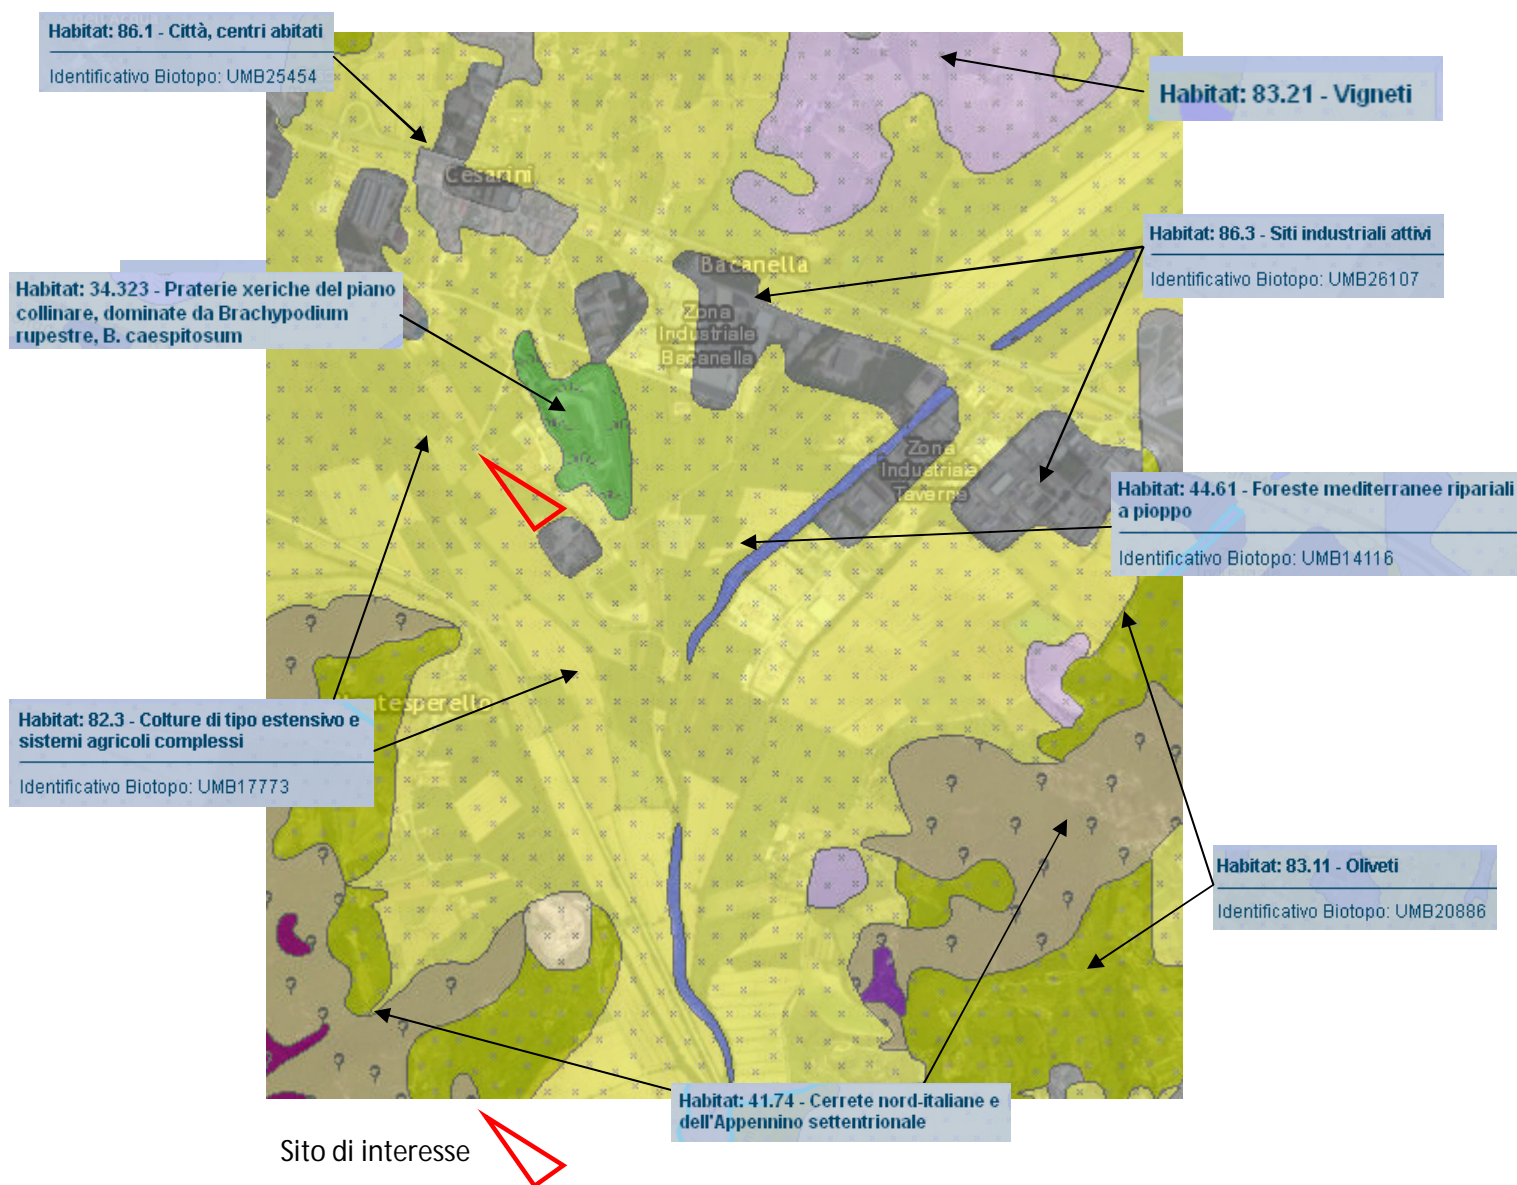 Habitat: 86.1 - Città, centri abitati
Identificativo Biotopo: UMB25454
Habitat: 83.21 - Vigneti
Cesarini
Habitat: 86.3 - Siti industriali attivi
Identificativo Biotopo: UMB26107
Bacanella
Habitat: 34.323 - Praterie xeriche del piano
collinare, dominate da Brachypodium
rupestre, B. caespitosum
Zona
Industriale
Bacanella
Zona
Industriale
Taverne
Habitat: 44.61 - Foreste mediterranee ripariali
a pioppo
Identificativo Biotopo: UMB14116
ntesperello
Habitat: 82.3 - Colture di tipo estensivo e
sistemi agricoli complessi
Identificativo Biotopo: UMB17773
Habitat: 83.11 - Oliveti
Identificativo Biotopo: UMB20886
Habitat: 41.74 - Cerrete nord-italiane e
dell'Appennino settentrionale
Sito di interesse